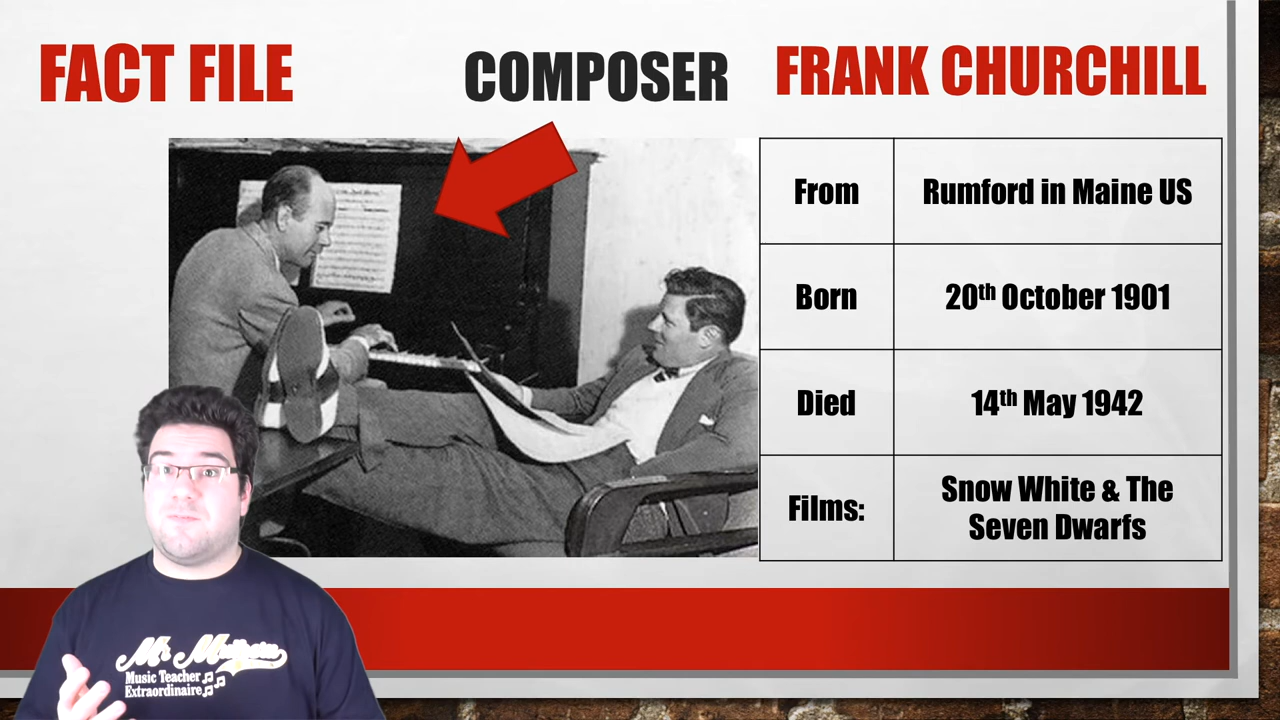 FACT FILE
COMPOSER
FRANK CHURCHILL
From
Rumford in Maine US
Born
20th October 1901
Died
14th May 1942
Films:
Snow White & The
Seven Dwarfs
Mr
Music Teacher
Extraordinaire